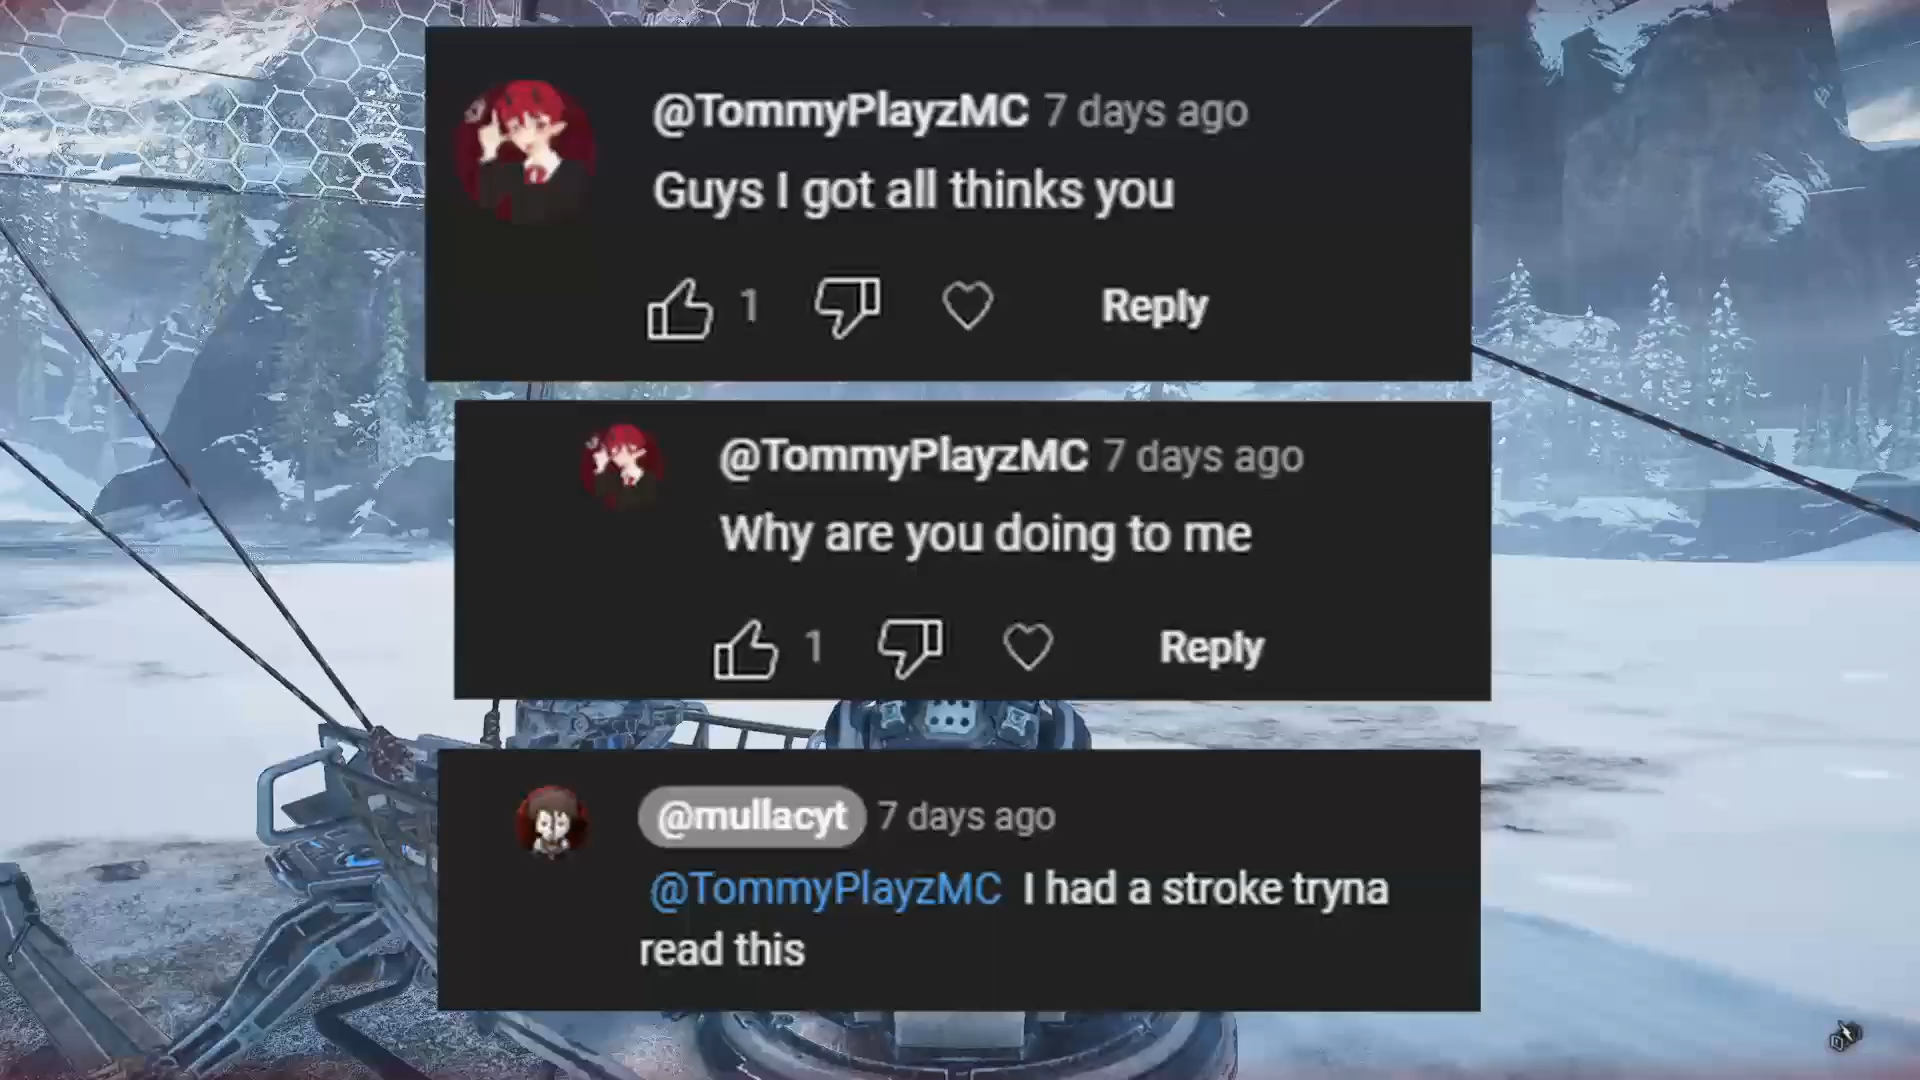 @TommyPlayzMC 7 days ago
Guys I got all thinks you
1 Reply
@TommyPlayzMC 7 days ago
Why are you doing to me
1 Reply
@mullacyt 7 days ago
@TommyPlayzMC I had a stroke tryna
read this